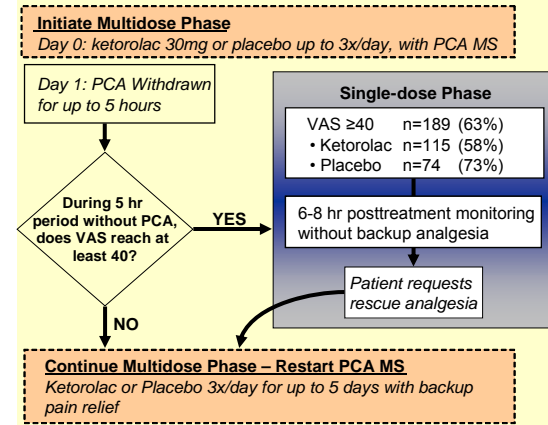 Initiate Multidose Phase
Day 0: ketorolac 30mg or placebo up to 3x/day, with PCA MS
Day 1: PCA Withdrawn
for up to 5 hours
During 5 hr
period without PCA,
does VAS reach at
least 40?
YES
NO
Single-dose Phase
VAS ≥40 n=189 (63%)
• Ketorolac n=115 (58%)
• Placebo n=74 (73%)
6-8 hr posttreatment monitoring
without backup analgesia
Patient requests
rescue analgesia
Continue Multidose Phase – Restart PCA MS
Ketorolac or Placebo 3x/day for up to 5 days with backup
pain relief